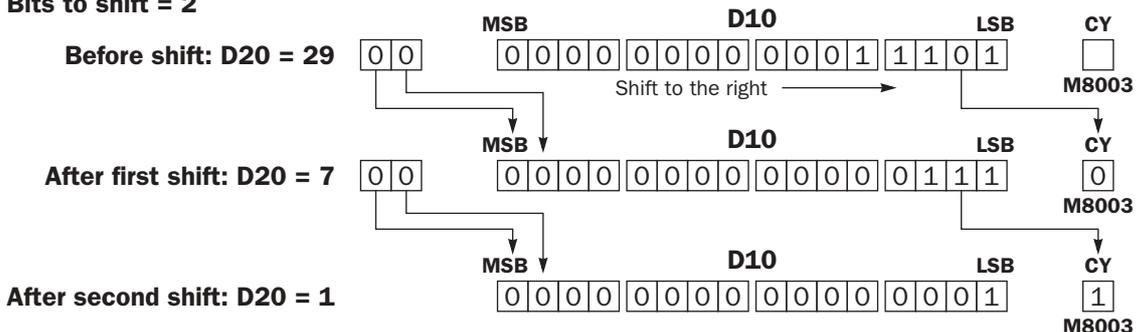 Bits to shift = 2
MSB D10 LSB CY
Before shift: D20 = 29 0 0 0 0 0 0 0 0 0 0 0 0 0 1 1 1 0 1
Shift to the right M8003
MSB D10 LSB CY
After first shift: D20 = 7 0 0 0 0 0 0 0 0 0 0 0 0 0 0 0 1 1 1 0
M8003
MSB D10 LSB CY
After second shift: D20 = 1 0 0 0 0 0 0 0 0 0 0 0 0 0 0 0 1 1
M8003